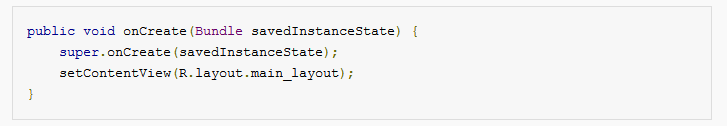 public void onCreate(Bundle savedInstanceState) {
    super.onCreate(savedInstanceState);
    setContentView(R.layout.main_layout);
}